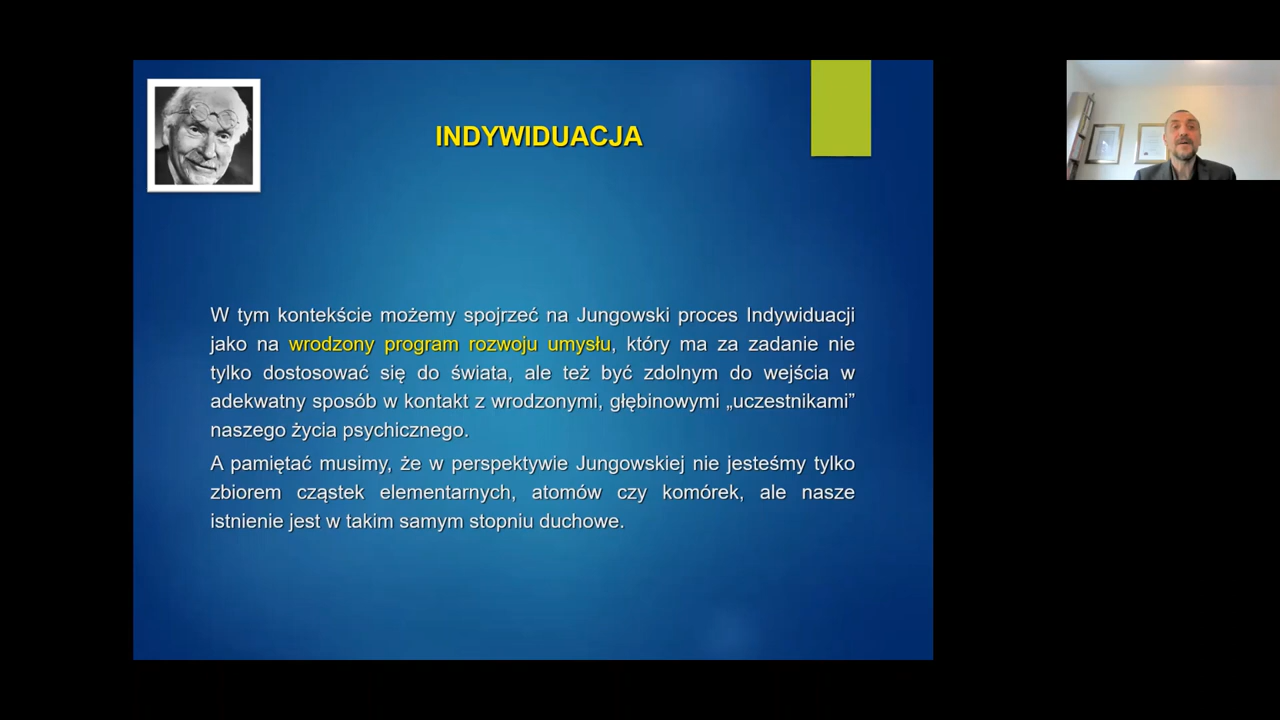 INDYWIDUACJA
W tym kontekście możemy spojrzeć na Jungowski proces Indywiduacji
jako na wrodzony program rozwoju umysłu, który ma za zadanie nie
tylko dostosować się do świata, ale też być zdolnym do wejścia w
adekwatny sposób w kontakt z wrodzonymi, głębinowymi „uczestnikami”
naszego życia psychicznego.
A pamiętać musimy, że w perspektywie Jungowskiej nie jesteśmy tylko
zbiorem cząstek elementarnych, atomów czy komórek, ale nasze
istnienie jest w takim samym stopniu duchowe.